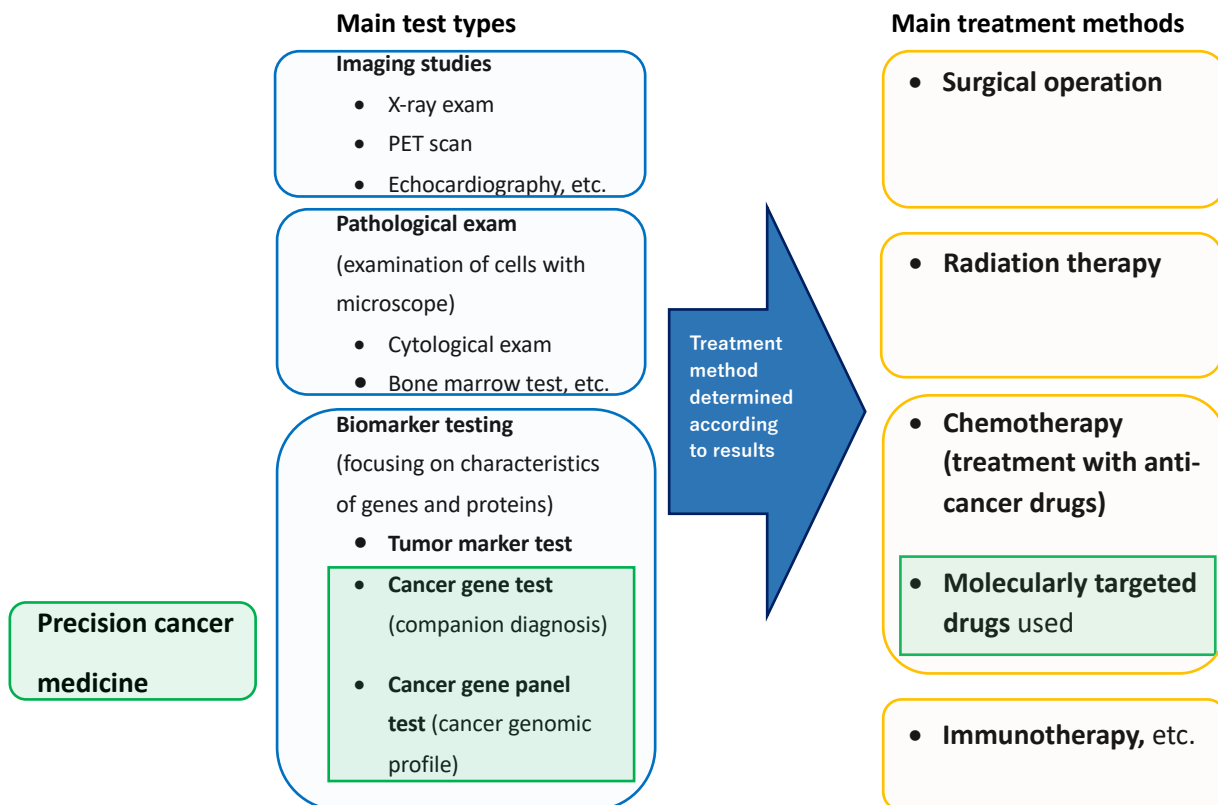 Main test types
Imaging studies
• X-ray exam
• PET scan
• Echocardiography, etc.
Pathological exam
(examination of cells with
microscope)
• Cytological exam
• Bone marrow test, etc.
Biomarker testing
(focusing on characteristics
of genes and proteins)
• Tumor marker test
• Cancer gene test
(companion diagnosis)
• Cancer gene panel
test (cancer genomic
profile)
Precision cancer
medicine
Treatment
method
determined
according
to results
Main treatment methods
• Surgical operation
• Radiation therapy
• Chemotherapy
(treatment with anti-
cancer drugs)
• Molecularly targeted
drugs used
• Immunotherapy, etc.